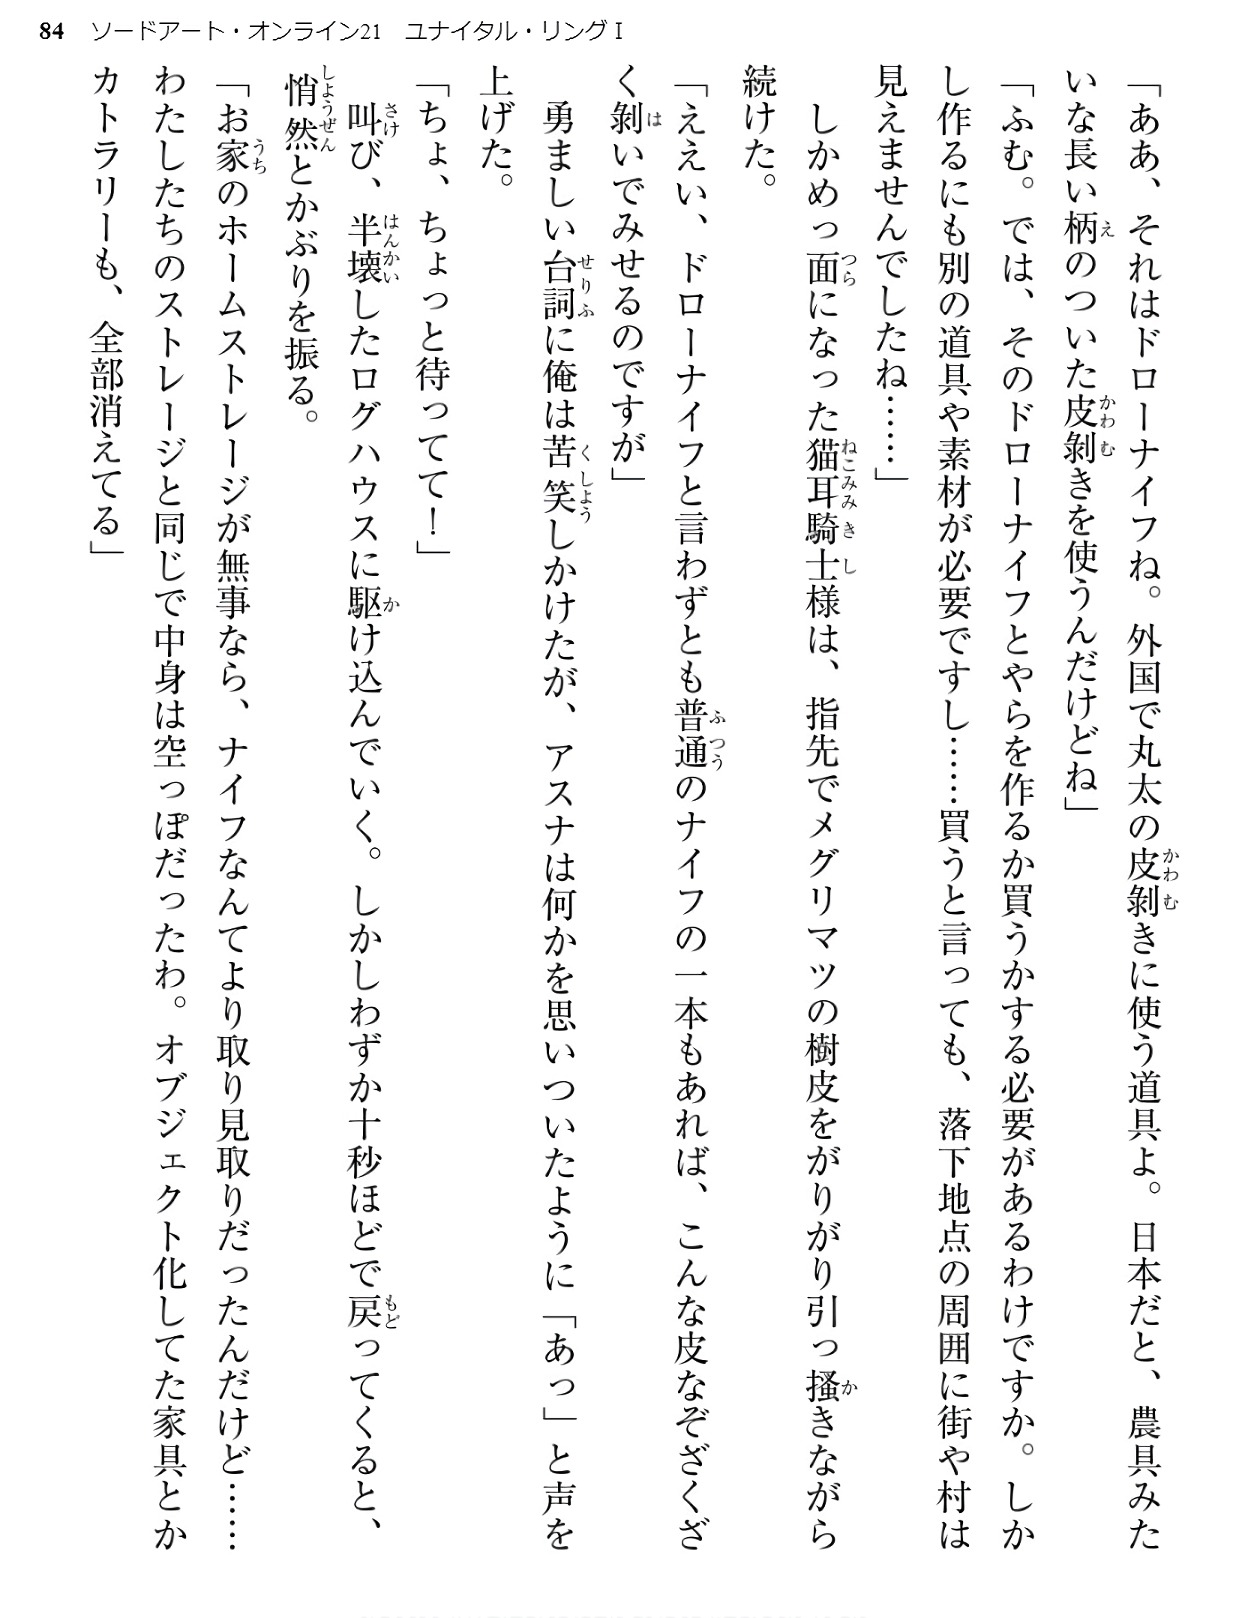 84 ソードアート・オンライン21　ユナイタル・リングⅠ
「ああ、それはドローナイフね。外国で丸太の皮剝きに使う道具よ。日本だと、農具みた
いな長い柄のついた皮剝きを使うんだけどね」
「ふむ。では、そのドローナイフとやらを作るか買うかする必要があるわけですか。しか
し作るにも別の道具や素材が必要ですし……買うと言っても、落下地点の周囲に街や村は
見えませんでしたね……」
　しかめっ面になった猫耳騎士様は、指先でメグリマツの樹皮をがりがり引っ搔きながら
続けた。
「ええい、ドローナイフと言わずとも普通のナイフの一本もあれば、こんな皮なぞざくざ
く剝いでみせるのですが」
　勇ましい台詞に俺は苦笑しかけたが、アスナは何かを思いついたように「あっ」と声を
上げた。
「ちょ、ちょっと待ってて！」
　叫び、半壊したログハウスに駆け込んでいく。しかしわずか十秒ほどで戻ってくると、
悄然とかぶりを振る。
「お家のホームストレージが無事なら、ナイフなんてより取り見取りだったんだけど……
わたしたちのストレージと同じで中身は空っぽだったわ。オブジェクト化してた家具とか
カトラリーも、全部消えてる」